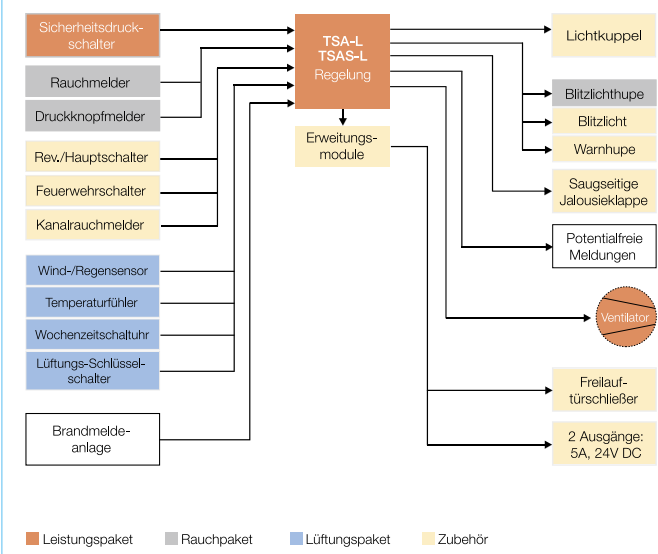 Sicherheitsdruck-
schalter
Rauchmelder
Druckknopfmelder
Rev./Hauptschalter
Feuerwehrschalter
Kanalrauchmelder
Wind-/Regensensor
Temperaturfühler
Wochenzeitschaltuhr
Lüftungs-Schlüssel-
schalter
Brandmelde-
anlage
TSA-L
TSAS-L
Regelung
Erweitungs-
module
Lichtkuppel
Blitzlichthupe
Blitzlicht
Warnhupe
Saugseitige
Jalousieklappe
Potentialfreie
Meldungen
Ventilator
Freilauf-
türschließer
2 Ausgänge:
5A, 24V DC
Leistungspaket
Rauchpaket
Lüftungspaket
Zubehör